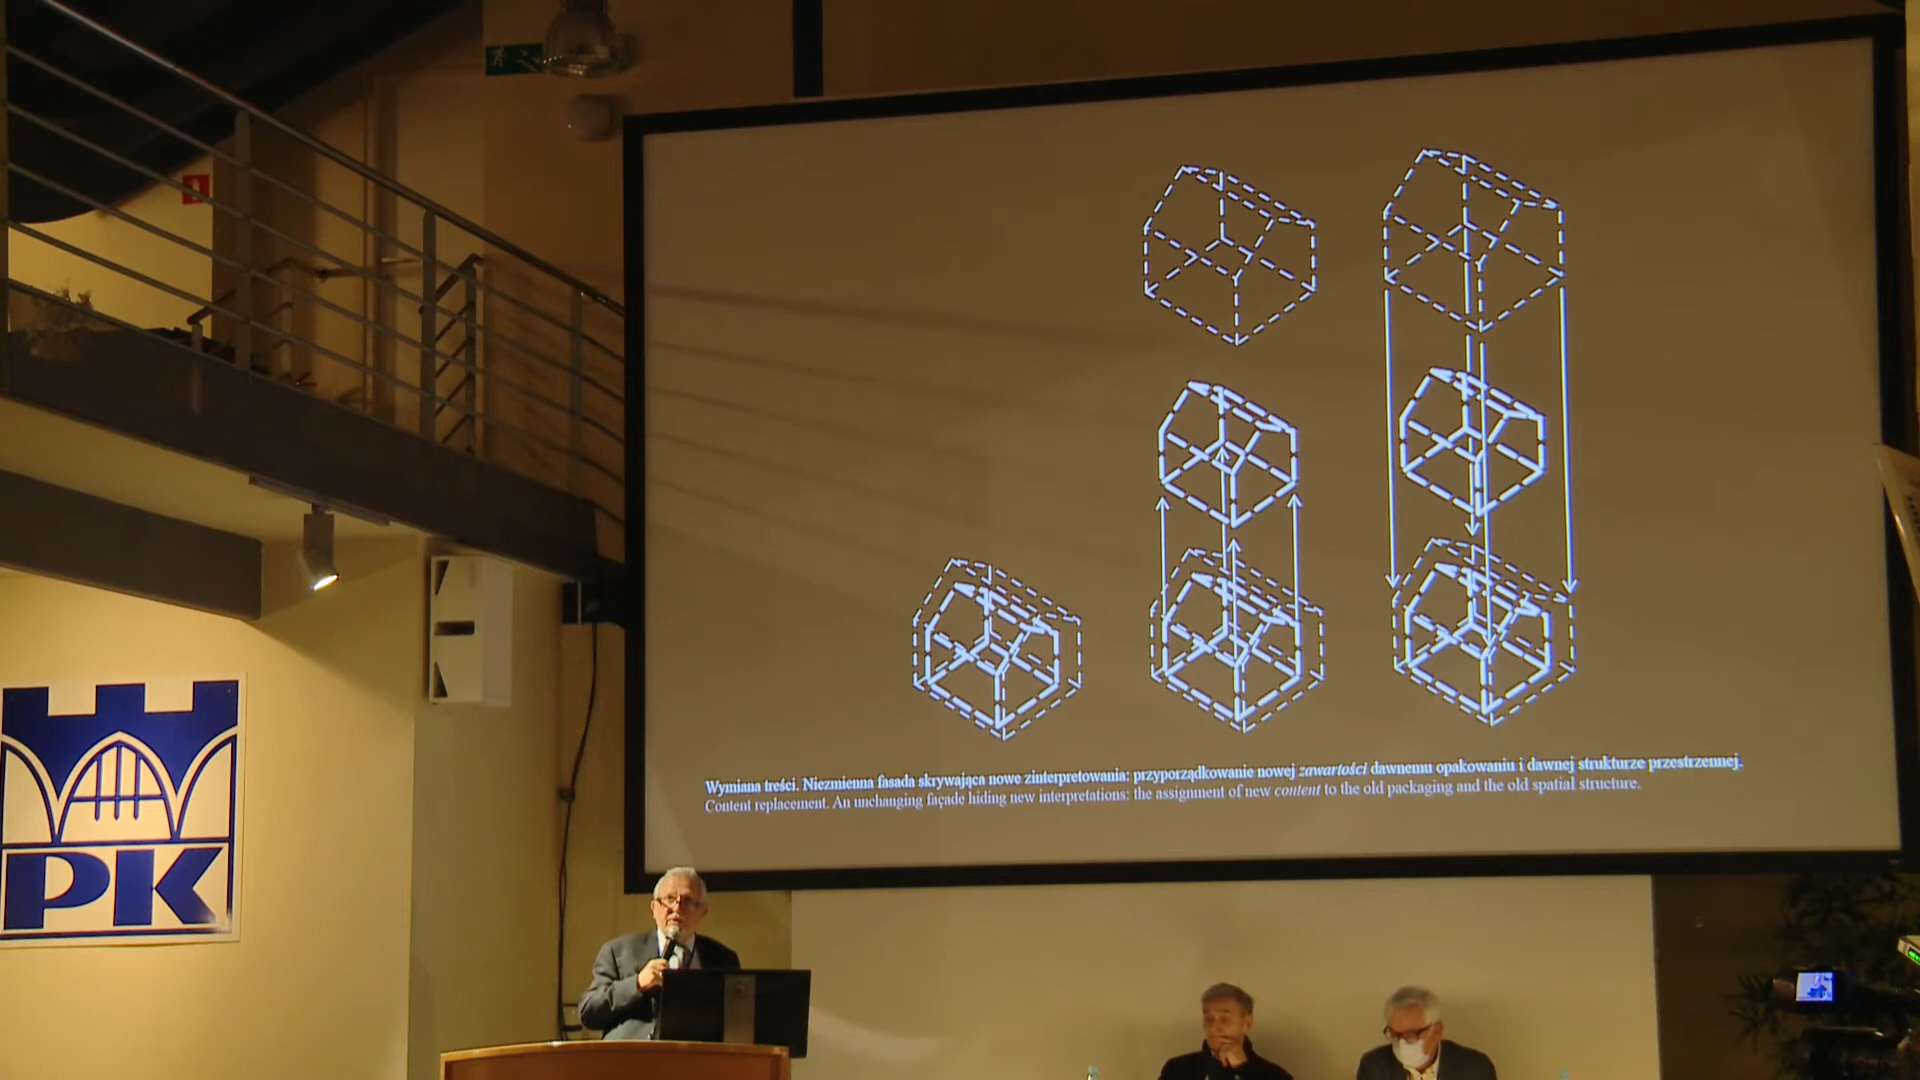 Wymiana treści. Niezmienna fasada skrywająca nowe zinterpretowania: przyporządkowanie nowej zawartości dawnemu opakowaniu i dawnej strukturze przestrzennej.
Content replacement. An unchanging façade hiding new interpretations: the assignment of new content to the old packaging and the old spatial structure.
PK